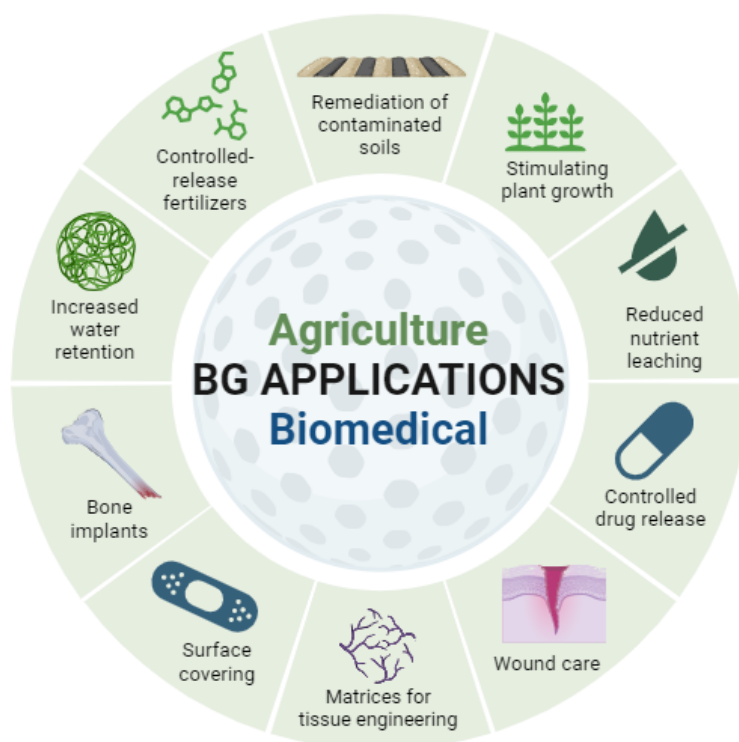 Remediation of
contaminated
soils
Stimulating
plant growth
Reduced
nutrient
leaching
Controlled
drug release
Wound care
Matrices for
tissue engineering
Surface
covering
Bone
implants
Increased
water
retention
Controlled-
release
fertilizers
Agriculture
BG APPLICATIONS
Biomedical